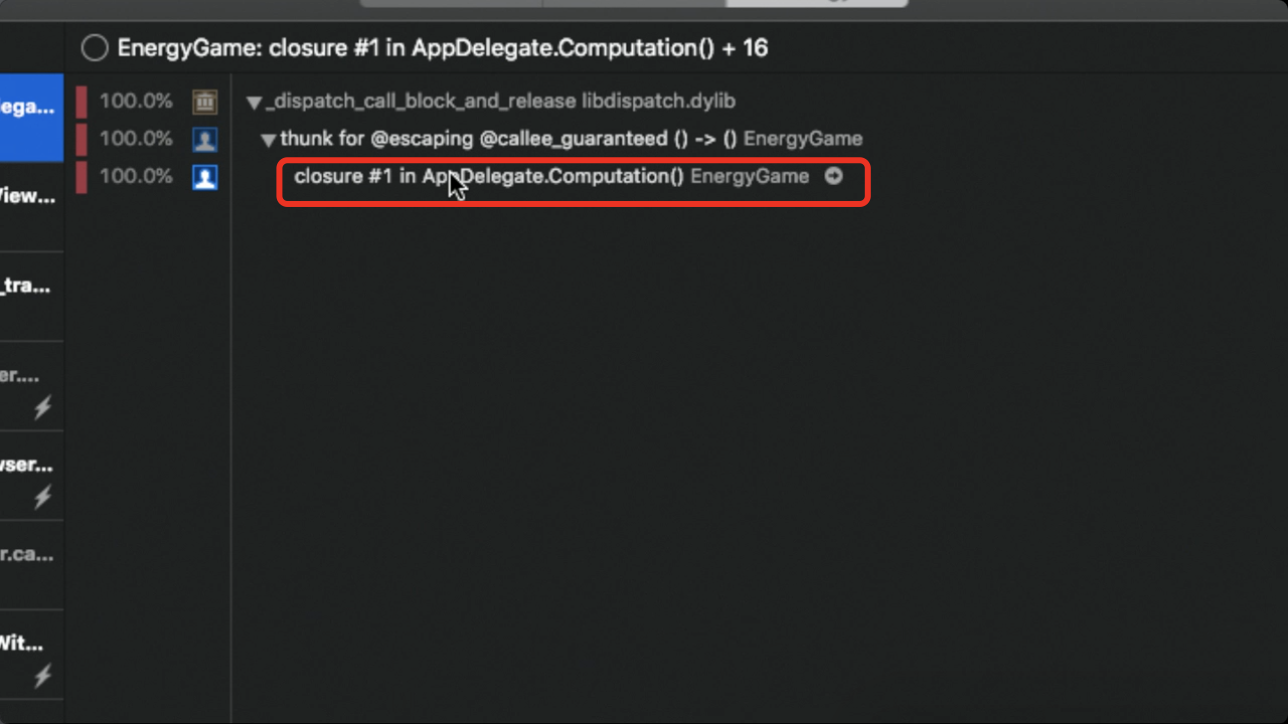 EnergyGame: closure #1 in AppDelegate.Computation() + 16
ega...
100.0% _dispatch_call_block_and_release libdispatch.dylib
100.0% thunk for @escaping @callee_guaranteed () -> () EnergyGame
100.0% closure #1 in AppDelegate.Computation() EnergyGame
View...
_tra...
er....
wser...
r.ca...
Wit...